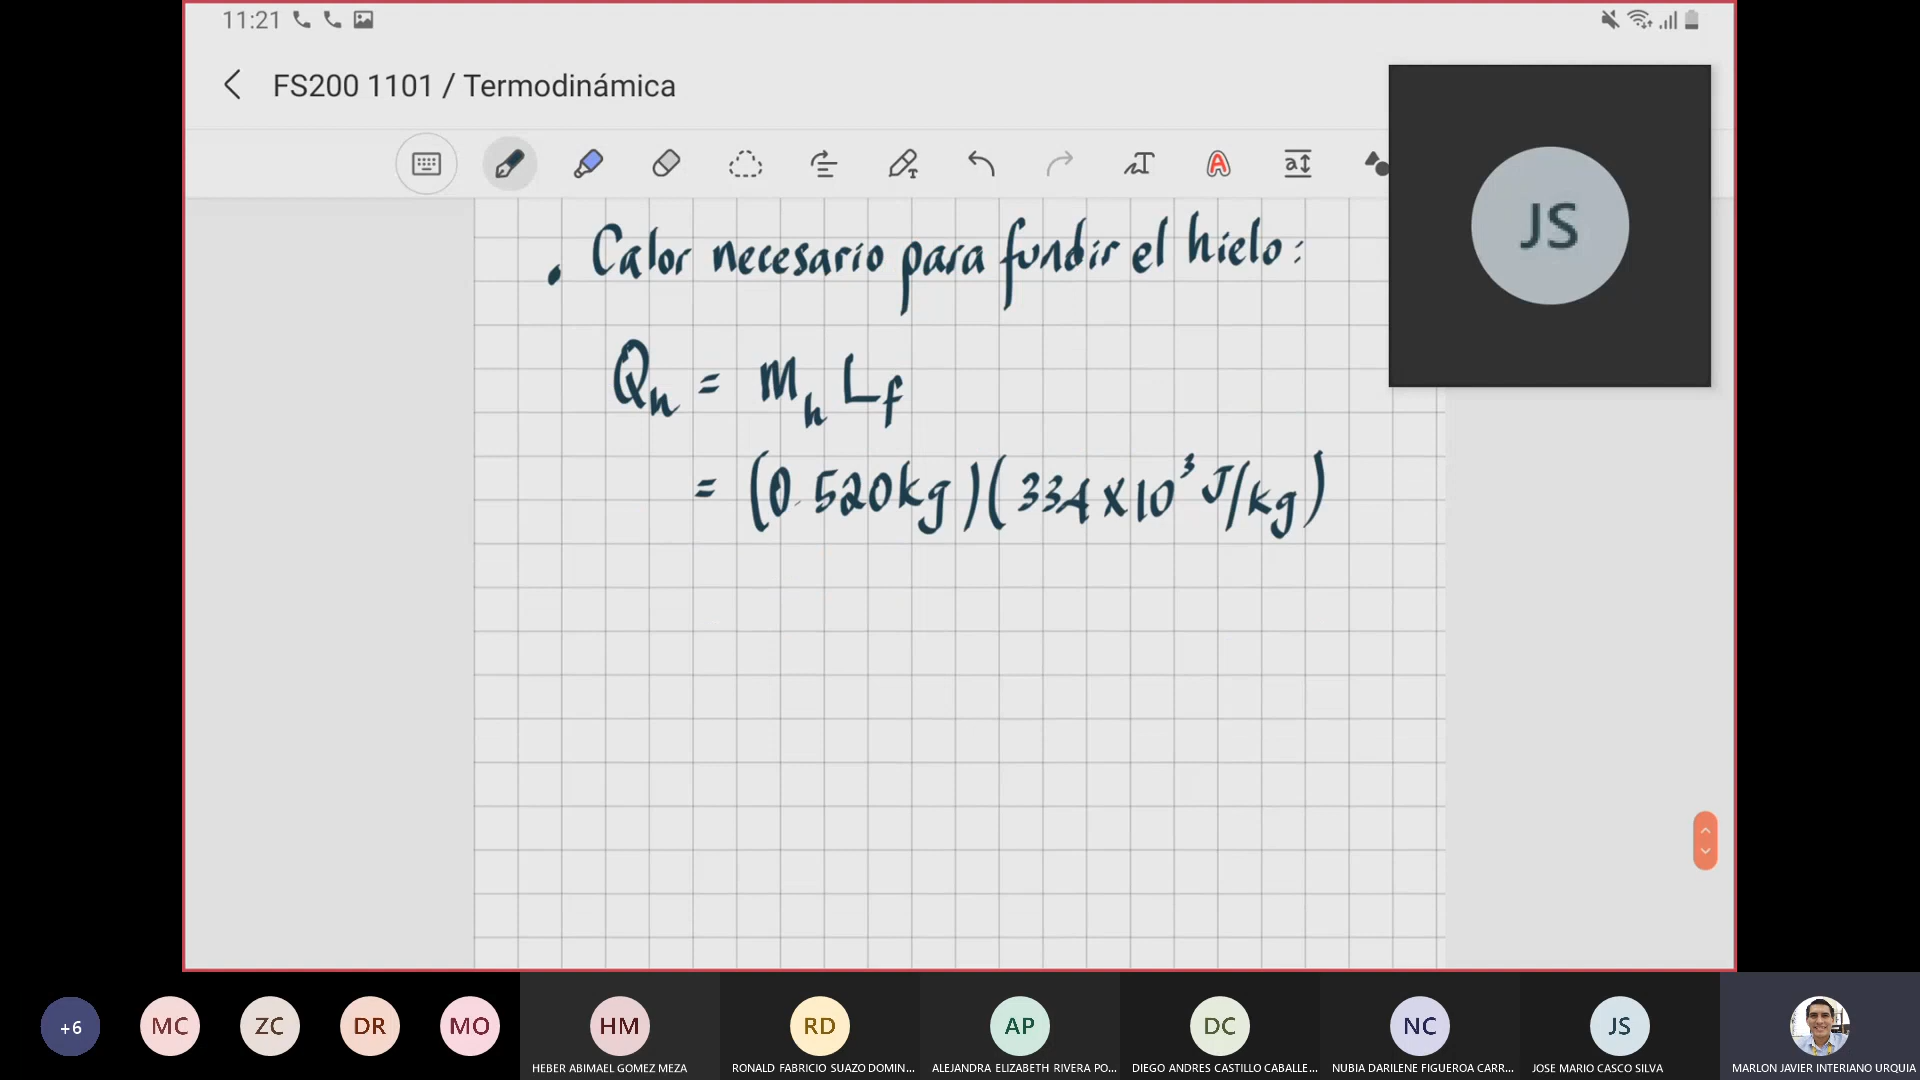 11:21
FS200 1101 / Termodinámica
JS
• Calor necesario para fundir el hielo:
Qh = mh Lf
= (0.520kg)(334x10³ J/kg)
+6
MC
ZC
DR
MO
HM
RD
AP
DC
NC
JS
HEBER ABIMAEL GOMEZ MEZA
RONALD FABRICIO SUAZO DOMIN...
ALEJANDRA ELIZABETH RIVERA PO...
DIEGO ANDRES CASTILLO CABALLE...
NUBIA DARILENE FIGUEROA CARR...
JOSE MARIO CASCO SILVA
MARLON JAVIER INTERIANO URQUIA